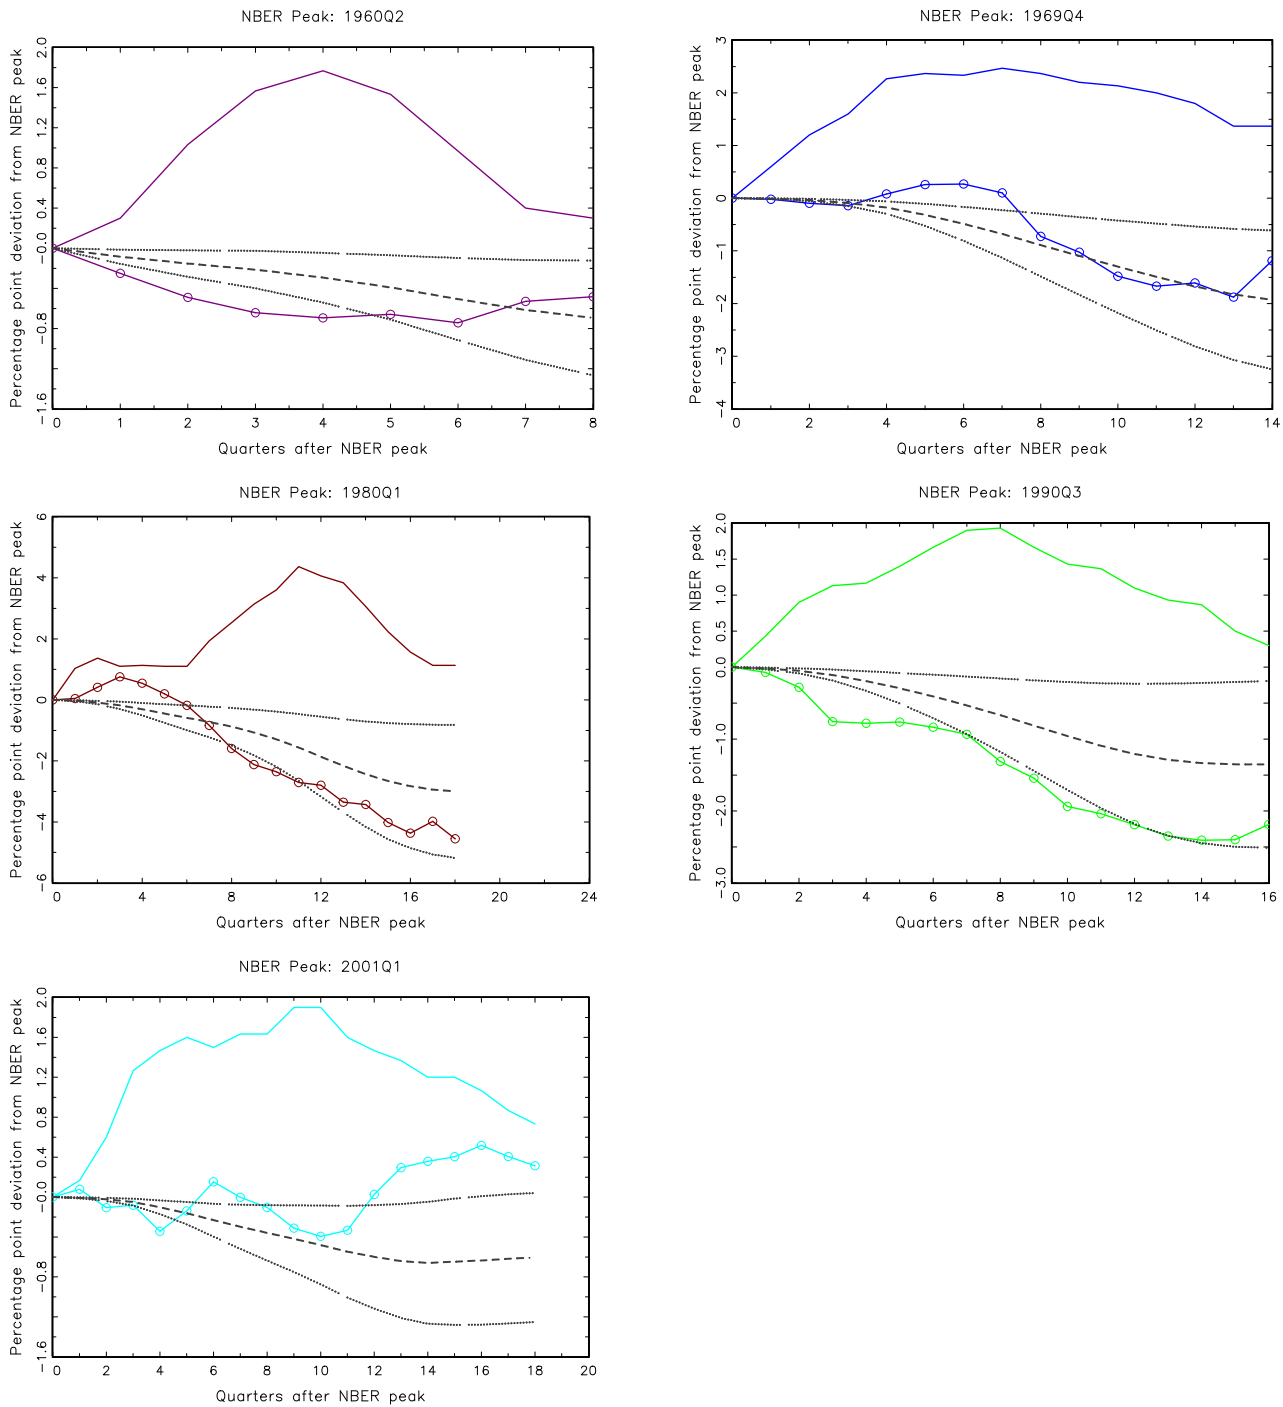 NBER Peak: 1960Q2
Percentage point deviation from NBER peak
2.0
1.6
1.2
0.8
0.4
-0.0
-0.8
-1.6
0 1 2 3 4 5 6 7 8
Quarters after NBER peak
NBER Peak: 1969Q4
Percentage point deviation from NBER peak
3
2
1
0
-1
-2
-3
-4
0 2 4 6 8 10 12 14
Quarters after NBER peak
NBER Peak: 1980Q1
Percentage point deviation from NBER peak
6
4
2
0
-2
-4
-6
0 4 8 12 16 20 24
Quarters after NBER peak
NBER Peak: 1990Q3
Percentage point deviation from NBER peak
2.0
1.5
1.0
0.5
0.0
-1.0
-2.0
-3.0
0 2 4 6 8 10 12 14 16
Quarters after NBER peak
NBER Peak: 2001Q1
Percentage point deviation from NBER peak
2.0
1.6
1.2
0.8
0.4
-0.0
-0.8
-1.6
0 2 4 6 8 10 12 14 16 18 20
Quarters after NBER peak